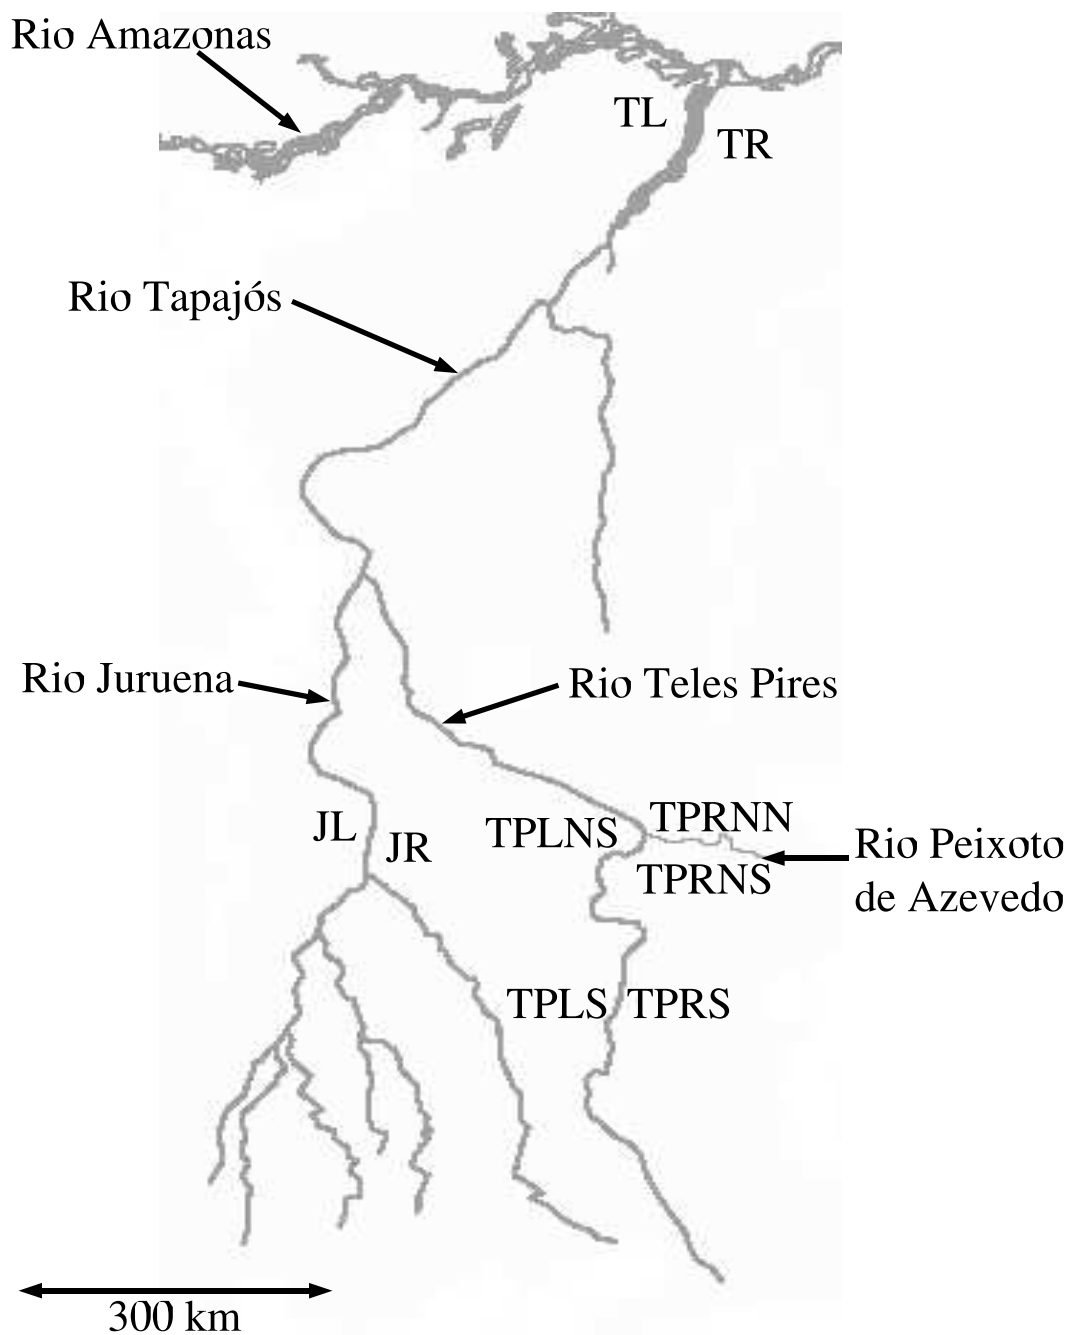 Rio Amazonas
TL
TR
Rio Tapajós
Rio Juruena
Rio Teles Pires
JL
JR
TPLNS
TPRNN
Rio Peixoto
de Azevedo
TPRNS
TPLS
TPRS
300 km